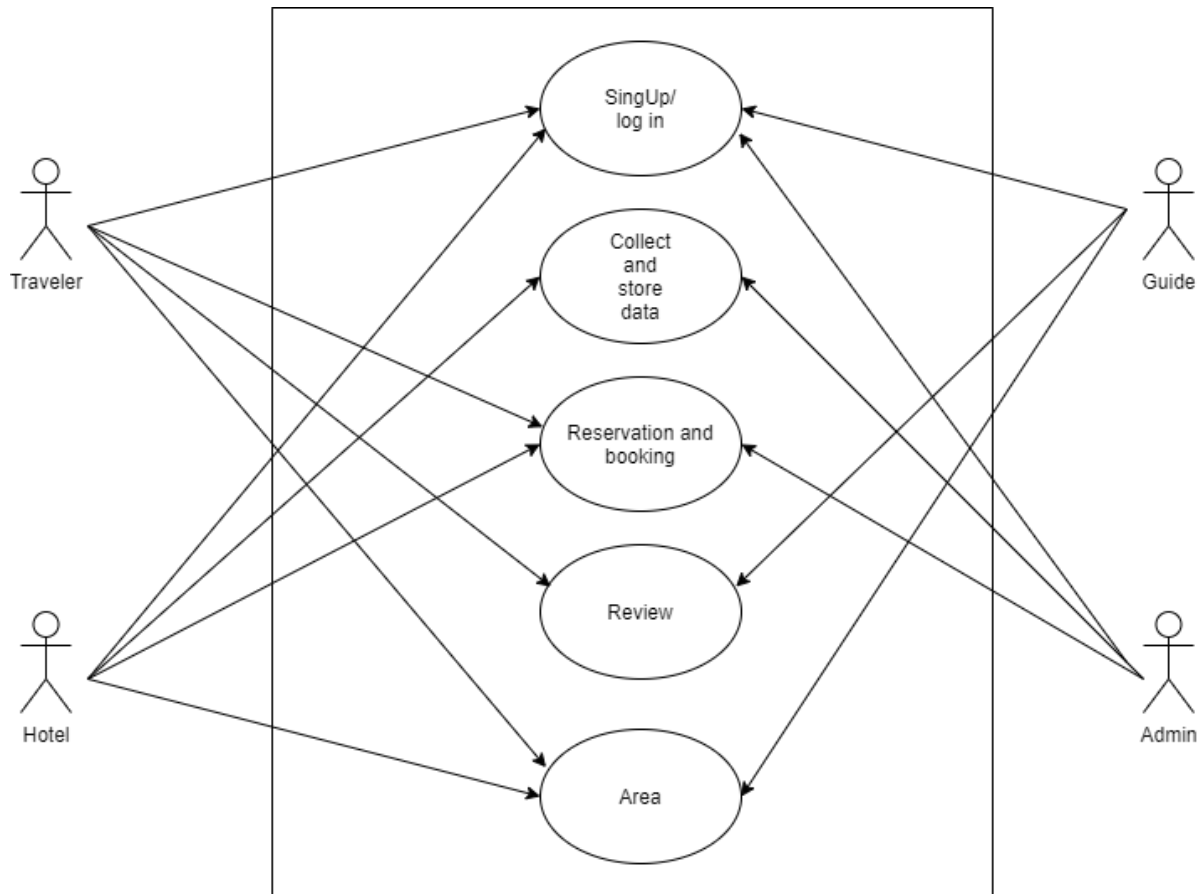 SingUp/
log in
Traveler
Collect
and
store
data
Guide
Reservation and
booking
Review
Hotel
Admin
Area